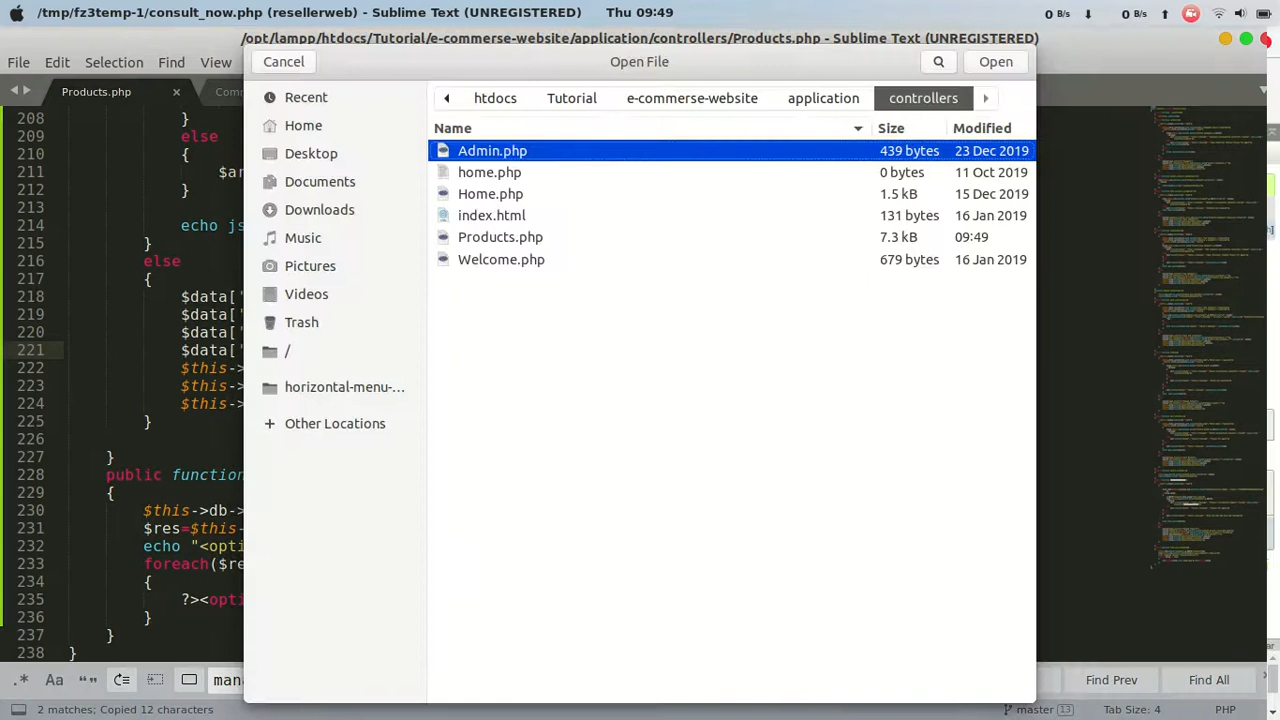 /tmp/fz3temp-1/consult_now.php (resellerweb) - Sublime Text (UNREGISTERED) Thu 09:49 0 B/s 0 B/s
/opt/lampp/htdocs/Tutorial/e-commerse-website/application/controllers/Products.php - Sublime Text (UNREGISTERED)
File Edit Selection Find View
Cancel Open File Open
Products.php × Comm
Recent
Home
Desktop
Documents
Downloads
Music
Pictures
Videos
Trash
/
horizontal-menu-...
Other Locations
htdocs Tutorial e-commerse-website application controllers
Name Size Modified
Admin.php 439 bytes 23 Dec 2019
home.php 0 bytes 11 Oct 2019
Home.php 1.5 kB 15 Dec 2019
index.html 131 bytes 16 Jan 2019
Products.php 7.3 kB 09:49
Welcome.php 679 bytes 16 Jan 2019
208 }
209 else
210 {
211 $ar
212 }
213
214 echo js
215 }
216 else
217 {
218 $data['
219 $data['
220 $data['
221 $data['
222 $this->
223 $this->
224 $this->
225 }
226
227 }
228 public function
229 {
230 $this->db->
231 $res=$this->
232 echo "<opti
233 foreach($re
234 {
235 ?><opti
236 }
237 }
238 }
.* Aa “” mana Find Prev Find All
2 matches; Copied 12 characters master 13 Tab Size: 4 PHP